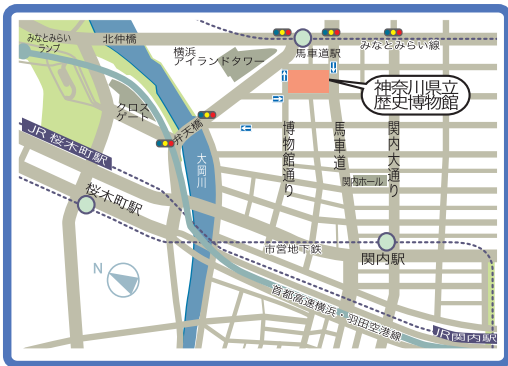 みなとみらい
ランプ
北仲橋
横浜
アイランドタワー
馬車道駅
みなとみらい線
神奈川県立
歴史博物館
クロス
ゲート
弁天橋
大岡川
博物館通り
馬車道
関内大通り
関内ホール
JR 桜木町駅
桜木町駅
市営地下鉄
関内駅
N
首都高速横浜・羽田空港線
JR関内駅